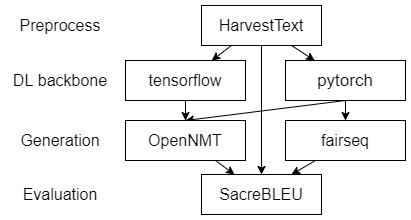 Preprocess HarvestText
DL backbone tensorflow pytorch
Generation OpenNMT fairseq
Evaluation SacreBLEU